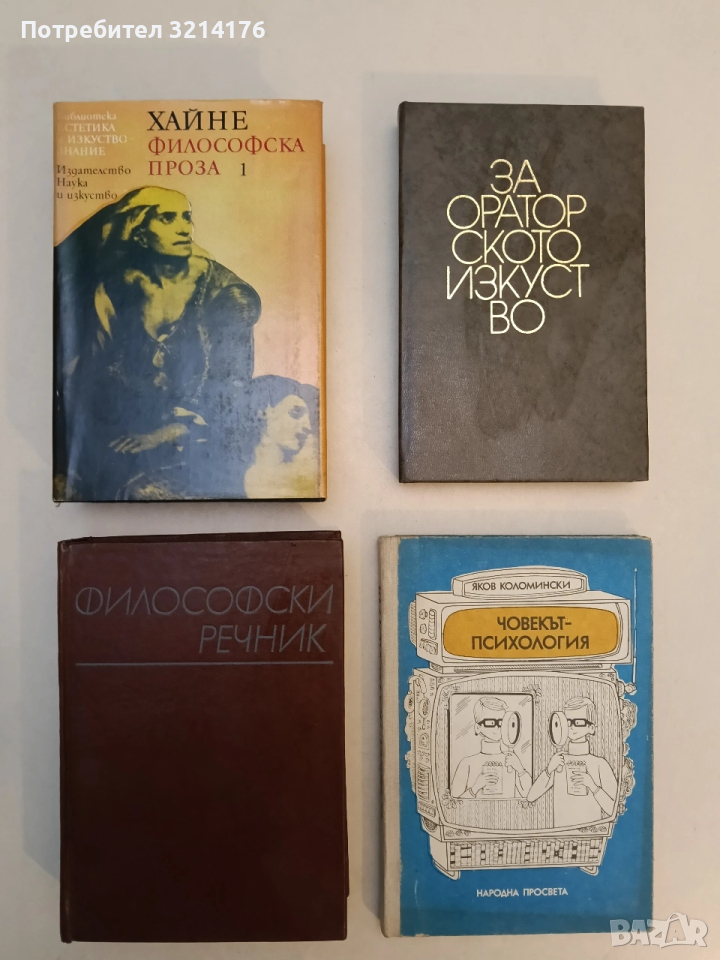 Потребител 3214176
Библиотека
ЕСТЕТИКА
И ИЗКУСТВО
ЗНАНИЕ
Издателство
Наука
и изкуство
ХАЙНЕ
ФИЛОСОФСКА
ПРОЗА 1
ЗА
ОРАТОР
СКОТО
ИЗКУСТ
ВО
ФИЛОСОФСКИ
РЕЧНИК
ЯКОВ КОЛОМИНСКИ
ЧОВЕКЪТ-
ПСИХОЛОГИЯ
НАРОДНА ПРОСВЕТА
BAZAR